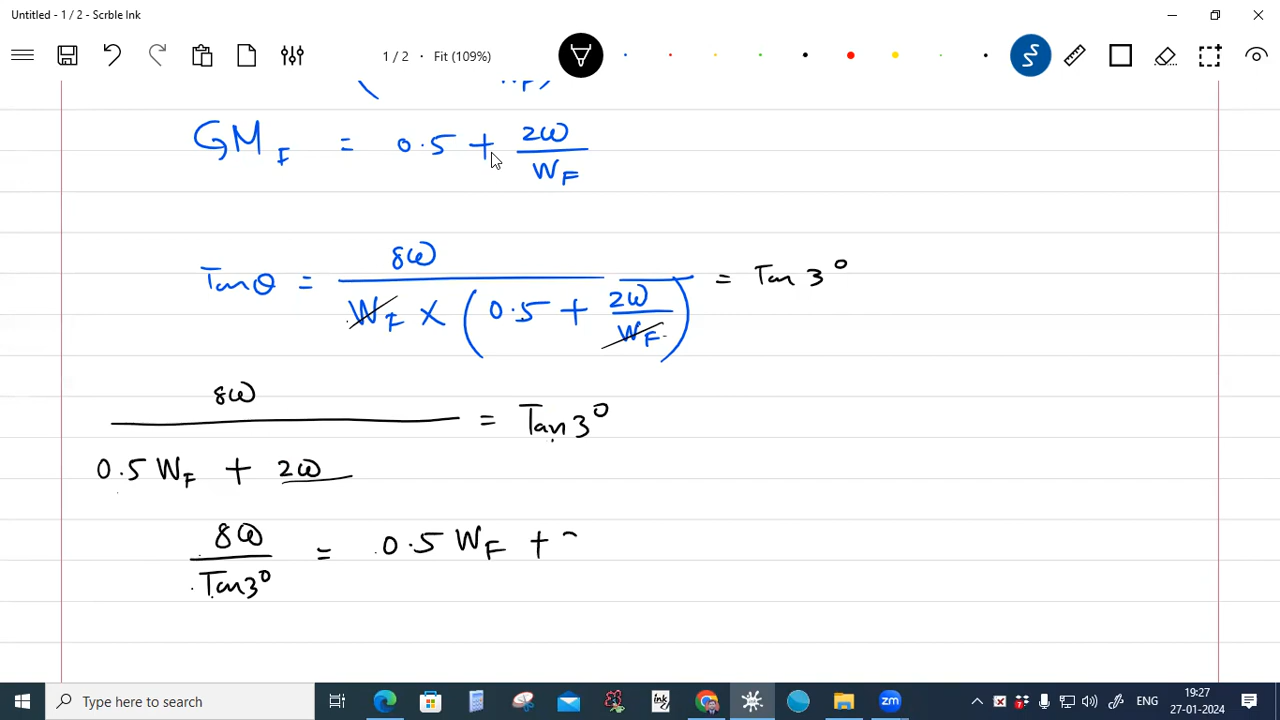 Untitled - 1 / 2 - Scrble Ink
1 / 2 · Fit (109%)
W_F)
GM_F = 0.5 + 2ω/W_F
Tanθ = 8ω / (W_F × (0.5 + 2ω/W_F)) = Tan 3°
8ω / (0.5 W_F + 2ω) = Tan 3°
8ω / Tan3° = 0.5 W_F +
Type here to search
ENG
19:27
27-01-2024